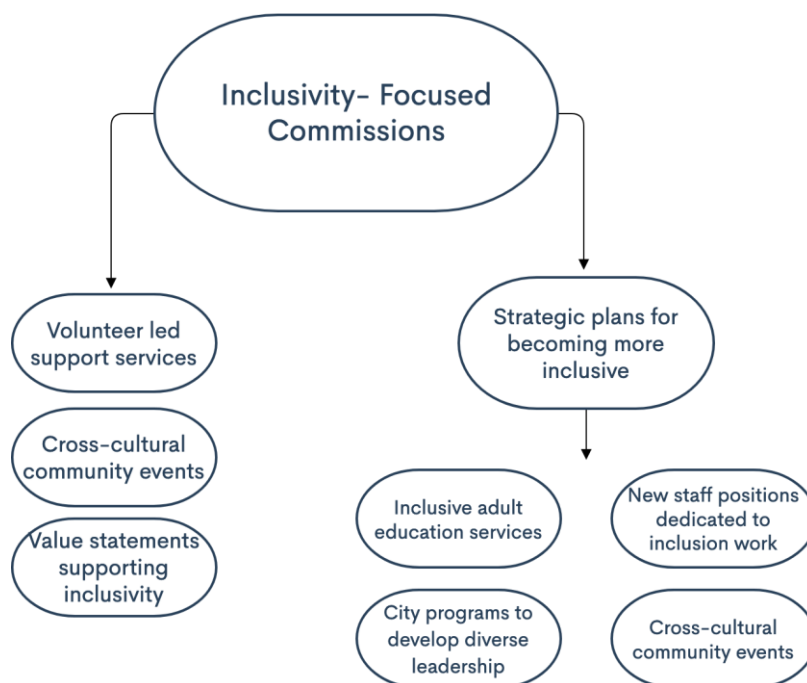 Inclusivity- Focused
Commissions
Volunteer led
support services
Cross-cultural
community events
Value statements
supporting
inclusivity
Strategic plans for
becoming more
inclusive
Inclusive adult
education services
New staff positions
dedicated to
inclusion work
City programs to
develop diverse
leadership
Cross-cultural
community events